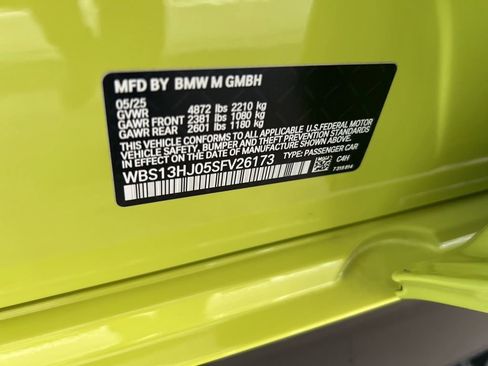 MFD BY BMW M GMBH
05/25
GVWR 4872 lbs 2210 kg
GAWR FRONT 2381 lbs 1080 kg
GAWR REAR 2601 lbs 1180 kg
THIS VEHICLE CONFORMS TO ALL APPLICABLE U.S. FEDERAL MOTOR
VEHICLE SAFETY, BUMPER, AND THEFT PREVENTION STANDARDS
IN EFFECT ON THE DATE OF MANUFACTURE SHOWN ABOVE.
WBS13HJ05SFV26173 TYPE: PASSENGER CAR
C4H